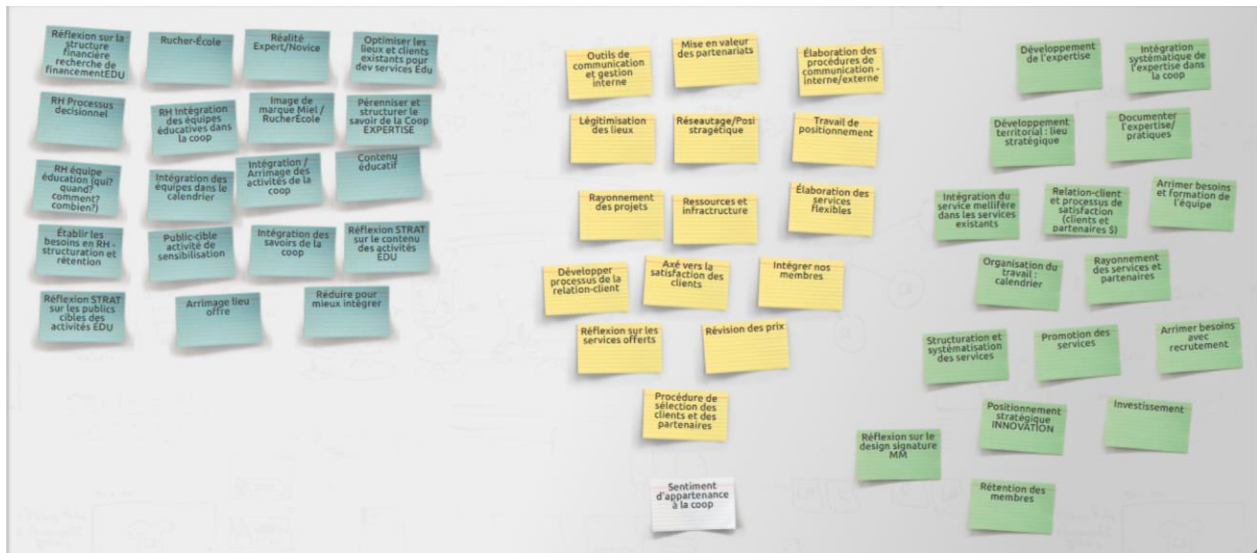 Réflexion sur la
structure
financière
recherche de
financementEDU
Rucher-École
Réalité
Expert/Novice
Optimiser les
lieux et clients
existants pour
dev services Edu
RH Processus
decisionnel
RH Intégration
des équipes
éducatives dans
la coop
Image de
marque Miel /
RucherÉcole
Pérenniser et
structurer le
savoir de la Coop
EXPERTISE
RH équipe
éducation (qui?
quand?
comment?
combien?)
Intégration des
équipes dans le
calendrier
Intégration /
Arrimage des
activités de la
coop
Contenu
éducatif
Établir les
besoins en RH -
structuration et
rétention
Public-cible
activité de
sensibilisation
Intégration des
savoirs de la
coop
Réflexion STRAT
sur le contenu
des activités
ÉDU
Réflexion STRAT
sur les publics
cibles des
activités ÉDU
Arrimage lieu
offre
Réduire pour
mieux intégrer
Outils de
communication
et gestion
interne
Mise en valeur
des partenariats
Élaboration des
procédures de
communication -
interne/externe
Légitimisation
des lieux
Réseautage/Posi
stragétique
Travail de
positionnement
Rayonnement
des projets
Ressources et
infrastructure
Élaboration des
services
flexibles
Développer
processus de la
relation-client
Axé vers la
satisfaction des
clients
Intégrer nos
membres
Réflexion sur les
services offerts
Révision des prix
Procédure de
sélection des
clients et des
partenaires
Sentiment
d'appartenance
à la coop
Développement
de l'expertise
Intégration
systématique de
l'expertise dans
la coop
Développement
territorial : lieu
stratégique
Documenter
l'expertise/
pratiques
Intégration du
service mellifère
dans les services
existants
Relation-client
et processus de
satisfaction
(clients et
partenaires $)
Arrimer besoins
et formation de
l'équipe
Organisation du
travail :
calendrier
Rayonnement
des services et
partenaires
Structuration et
systématisation
des services
Promotion des
services
Arrimer besoins
avec
recrutement
Positionnement
stratégique
INNOVATION
Investissement
Réflexion sur le
design signature
MM
Rétention des
membres